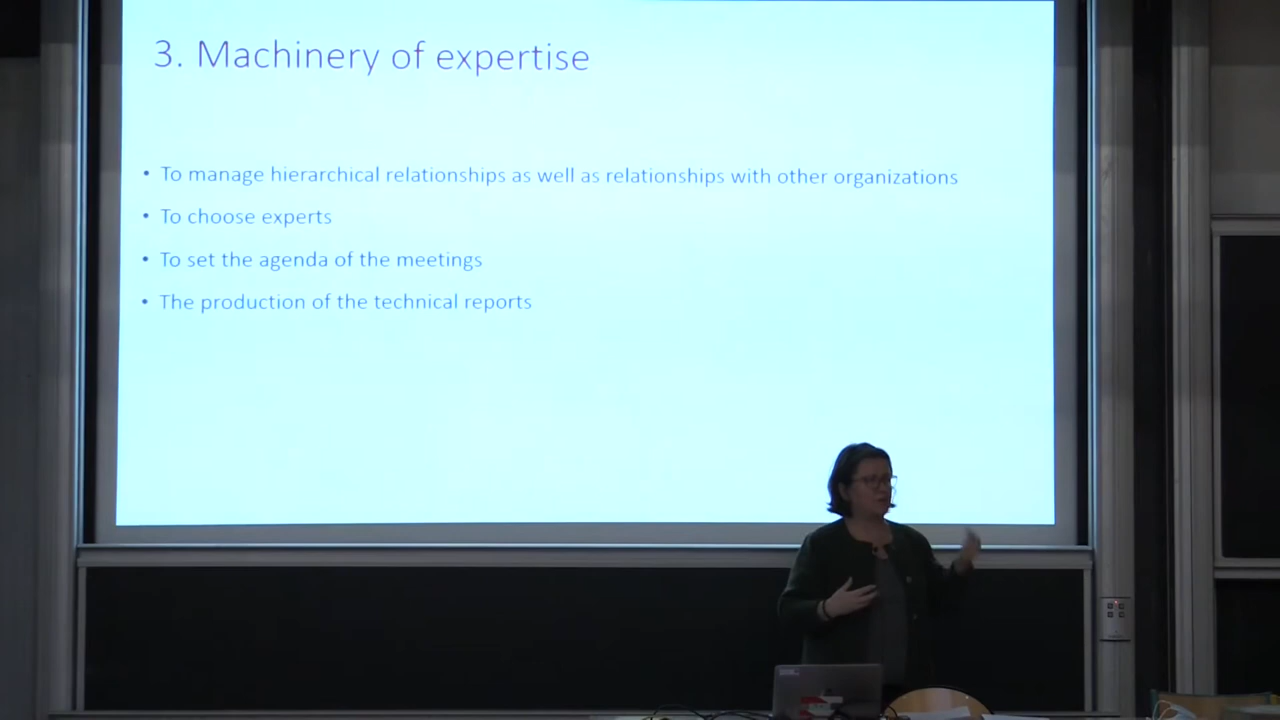 3. Machinery of expertise
• To manage hierarchical relationships as well as relationships with other organizations
• To choose experts
• To set the agenda of the meetings
• The production of the technical reports